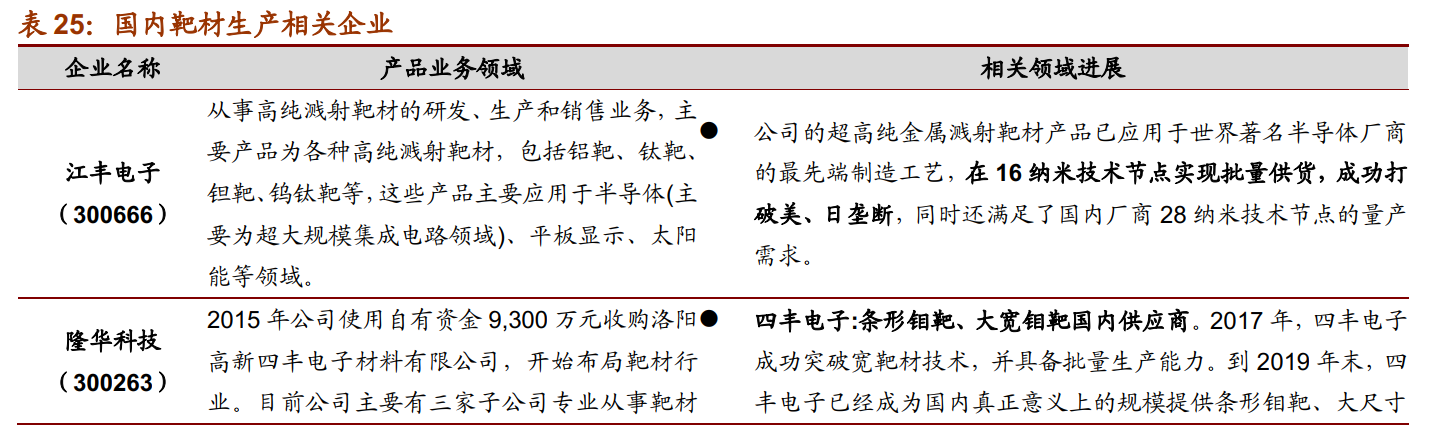 表 25：国内靶材生产相关企业
企业名称 产品业务领域 相关领域进展
江丰电子
（300666）
从事高纯溅射靶材的研发、生产和销售业务，主
要产品为各种高纯溅射靶材，包括铝靶、钛靶、
钽靶、钨钛靶等，这些产品主要应用于半导体(主
要为超大规模集成电路领域)、平板显示、太阳
能等领域。
● 公司的超高纯金属溅射靶材产品已应用于世界著名半导体厂商
的最先端制造工艺，在 16 纳米技术节点实现批量供货，成功打
破美、日垄断，同时还满足了国内厂商 28 纳米技术节点的量产
需求。
隆华科技
（300263）
2015 年公司使用自有资金 9,300 万元收购洛阳
高新四丰电子材料有限公司，开始布局靶材行
业。目前公司主要有三家子公司专业从事靶材
● 四丰电子:条形钼靶、大宽钼靶国内供应商。2017 年，四丰电子
成功突破宽靶材技术，并具备批量生产能力。到 2019 年末，四
丰电子已经成为国内真正意义上的规模提供条形钼靶、大尺寸